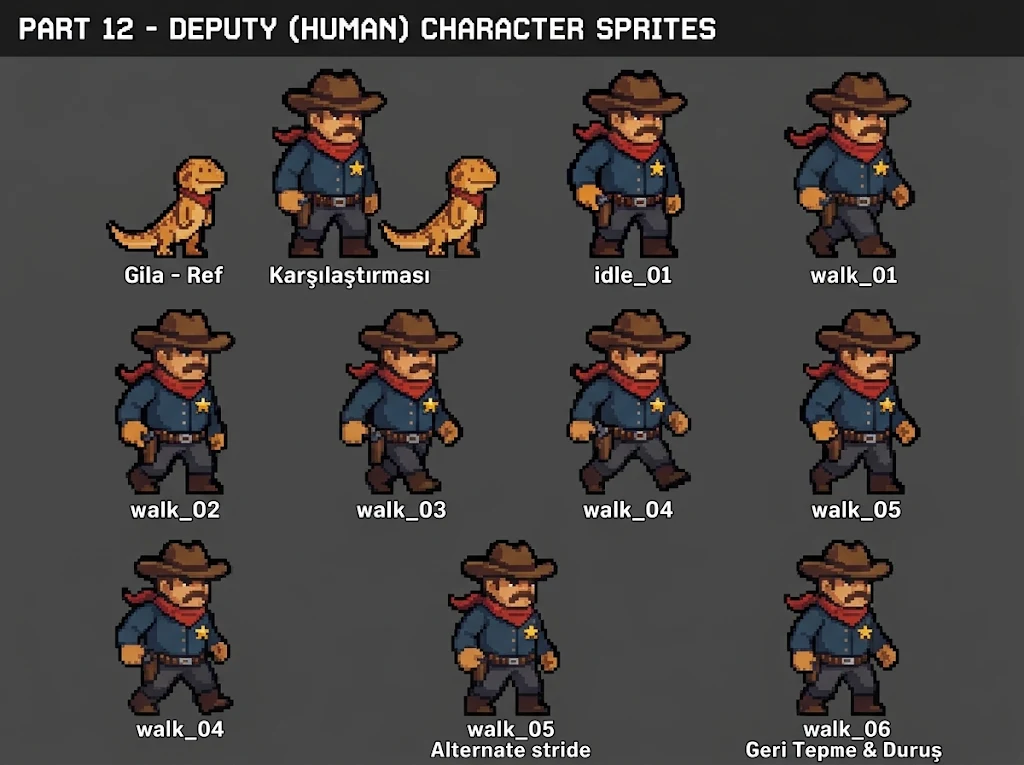 PART 12 - DEPUTY (HUMAN) CHARACTER SPRITES
Gila - Ref
Karşılaştırması
idle_01
walk_01
walk_02
walk_03
walk_04
walk_05
walk_04
walk_05
Alternate stride
walk_06
Geri Tepme & Duruş